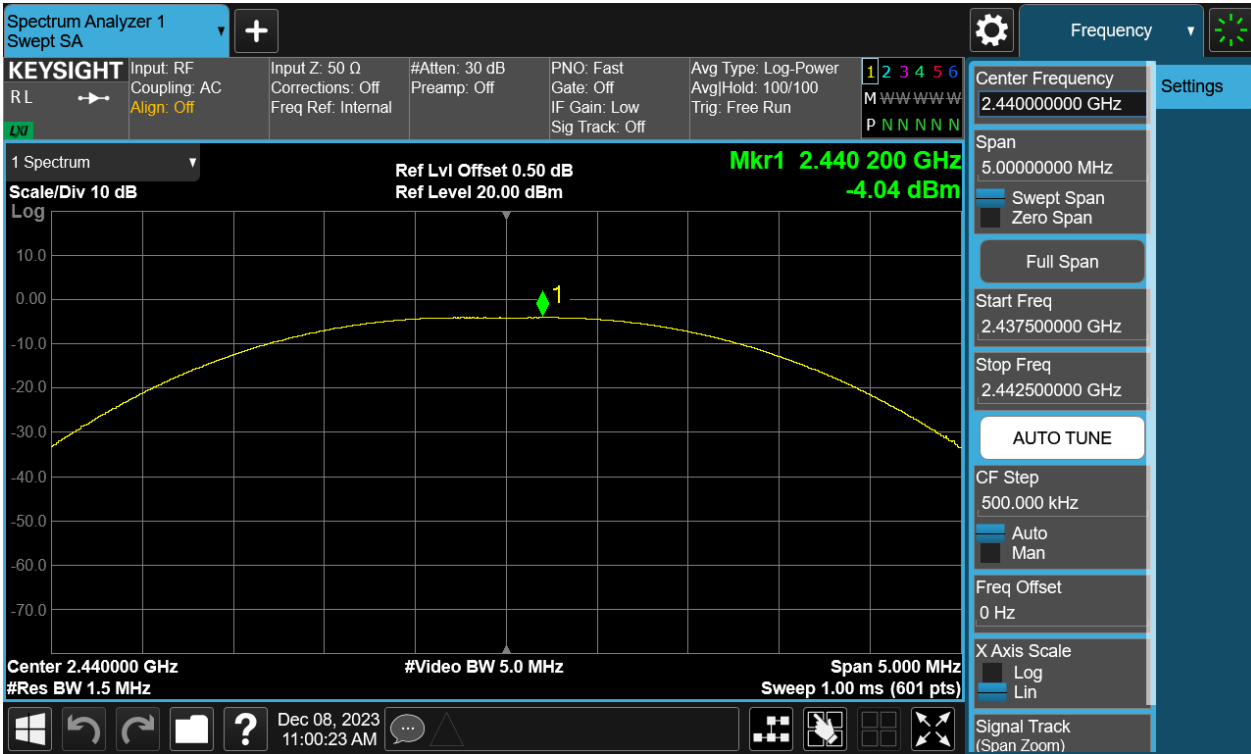 Spectrum Analyzer 1
Swept SA
Frequency
KEYSIGHT
R L
LXI
Input: RF
Coupling: AC
Align: Off
Input Z: 50 Ω
Corrections: Off
Freq Ref: Internal
#Atten: 30 dB
Preamp: Off
PNO: Fast
Gate: Off
IF Gain: Low
Sig Track: Off
Avg Type: Log-Power
Avg|Hold: 100/100
Trig: Free Run
1 2 3 4 5 6
M W W W W W
P N N N N N
1 Spectrum
Scale/Div 10 dB
Log
Ref Lvl Offset 0.50 dB
Ref Level 20.00 dBm
Mkr1 2.440 200 GHz
-4.04 dBm
1
10.0
0.00
-10.0
-20.0
-30.0
-40.0
-50.0
-60.0
-70.0
Center 2.440000 GHz
#Res BW 1.5 MHz
#Video BW 5.0 MHz
Span 5.000 MHz
Sweep 1.00 ms (601 pts)
Center Frequency
2.440000000 GHz
Settings
Span
5.00000000 MHz
Swept Span
Zero Span
Full Span
Start Freq
2.437500000 GHz
Stop Freq
2.442500000 GHz
AUTO TUNE
CF Step
500.000 kHz
Auto
Man
Freq Offset
0 Hz
X Axis Scale
Log
Lin
Signal Track
(Span Zoom)
?
Dec 08, 2023
11:00:23 AM